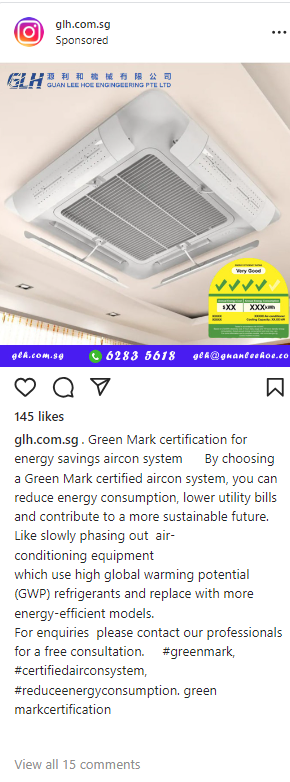 glh.com.sg
Sponsored
GLH 源利和機械有限公司
GUAN LEE HOE ENGINEERING PTE LTD
Very Good
$XX XXXkWh
glh.com.sg 6283 5618 glh@guanleehoe.co
145 likes
glh.com.sg . Green Mark certification for
energy savings aircon system By choosing
a Green Mark certified aircon system, you can
reduce energy consumption, lower utility bills
and contribute to a more sustainable future.
Like slowly phasing out air-
conditioning equipment
which use high global warming potential
(GWP) refrigerants and replace with more
energy-efficient models.
For enquiries please contact our professionals
for a free consultation. #greenmark,
#certifiedairconsystem,
#reduceenergyconsumption. green
markcertification
View all 15 comments